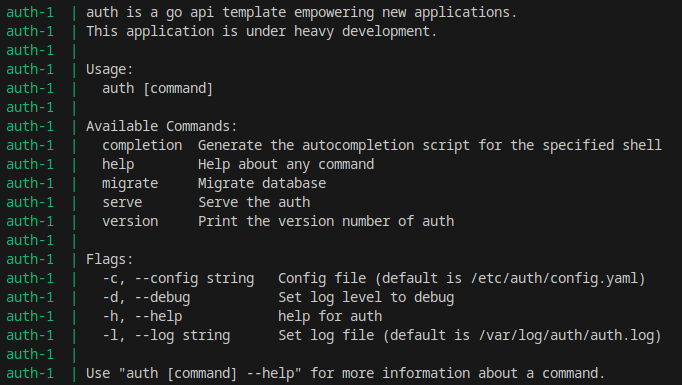 auth-1  | auth is a go api template empowering new applications.
auth-1  | This application is under heavy development.
auth-1  |
auth-1  | Usage:
auth-1  |   auth [command]
auth-1  |
auth-1  | Available Commands:
auth-1  |   completion  Generate the autocompletion script for the specified shell
auth-1  |   help        Help about any command
auth-1  |   migrate     Migrate database
auth-1  |   serve       Serve the auth
auth-1  |   version     Print the version number of auth
auth-1  |
auth-1  | Flags:
auth-1  |   -c, --config string   Config file (default is /etc/auth/config.yaml)
auth-1  |   -d, --debug           Set log level to debug
auth-1  |   -h, --help            help for auth
auth-1  |   -l, --log string      Set log file (default is /var/log/auth/auth.log)
auth-1  |
auth-1  | Use "auth [command] --help" for more information about a command.